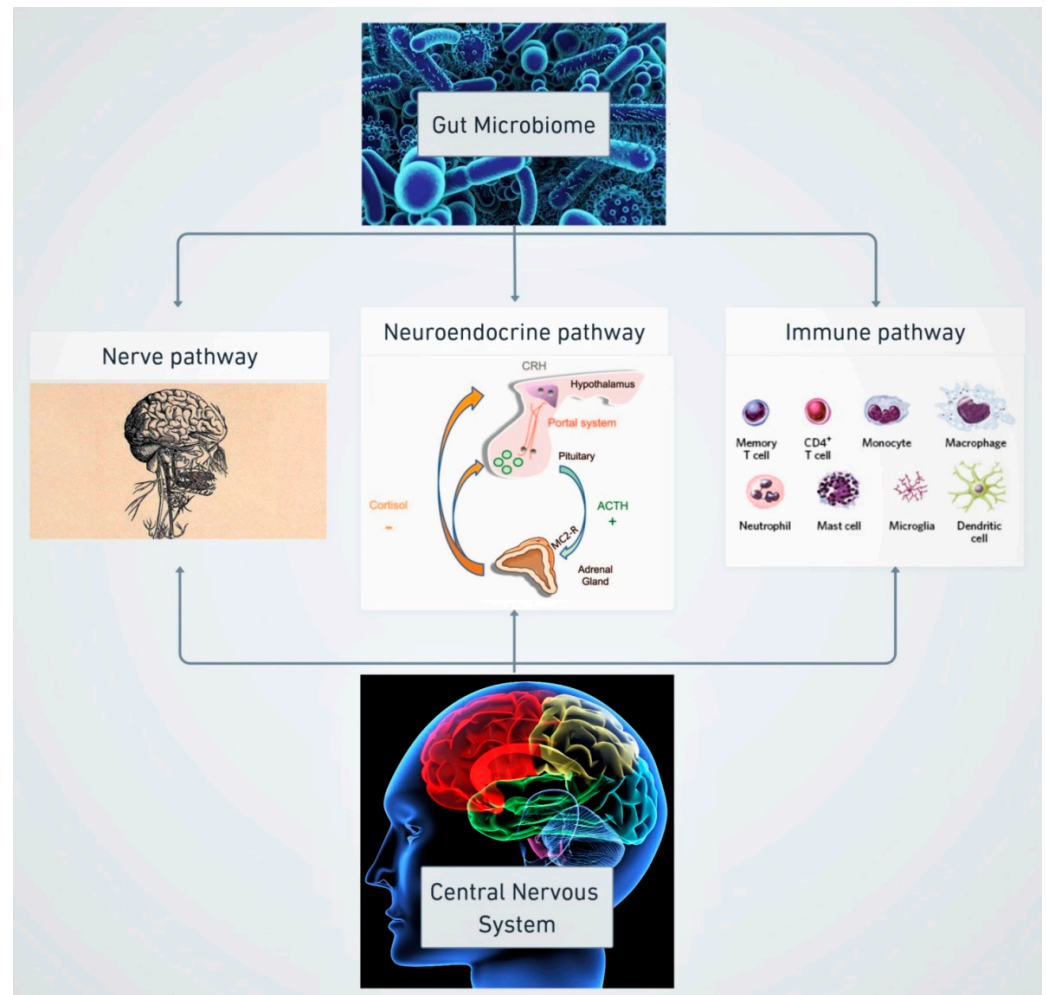 Gut Microbiome
Nerve pathway
Neuroendocrine pathway
CRH
Hypothalamus
Portal system
Pituitary
Cortisol
-
ACTH
+
MC2-R
Adrenal
Gland
Immune pathway
Memory
T cell
CD4⁺
T cell
Monocyte
Macrophage
Neutrophil
Mast cell
Microglia
Dendritic
cell
Central Nervous
System